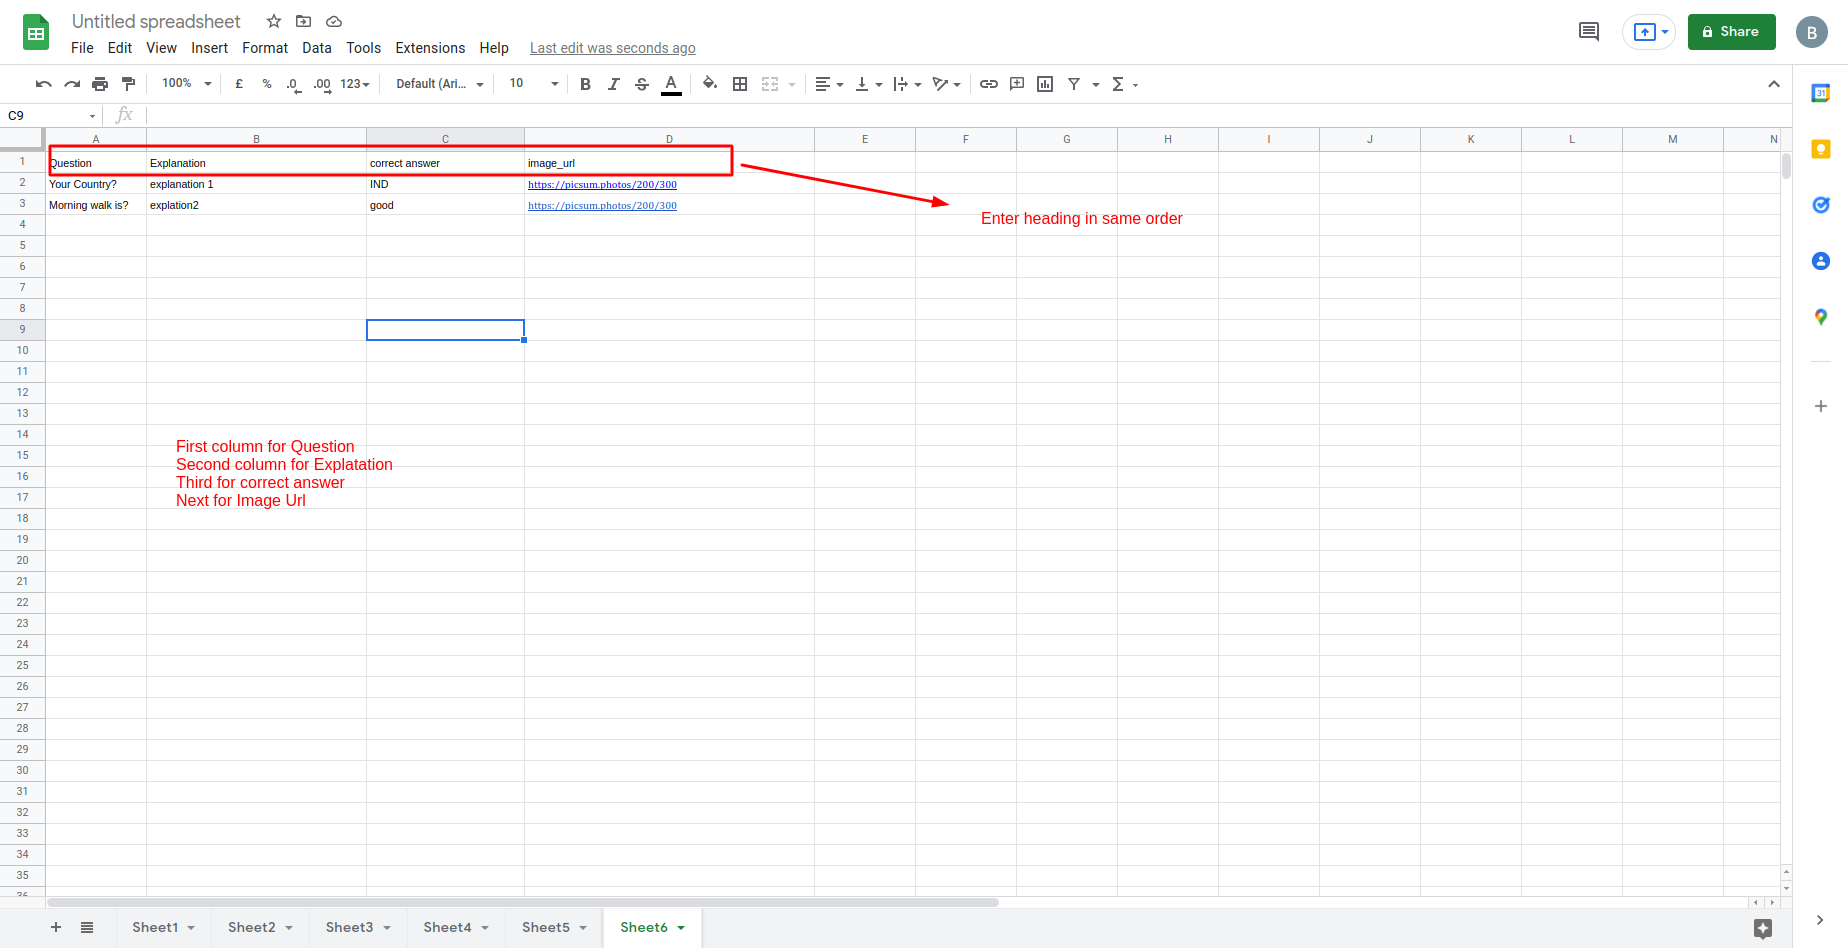 Untitled spreadsheet
File Edit View Insert Format Data Tools Extensions Help Last edit was seconds ago
Share
B
100% £ % .0 .00 123 Default (Ari... 10 B I S A Σ
31
C9 fx
A B C D E F G H I J K L M N
1 Question Explanation correct answer image_url
2 Your Country? explanation 1 IND https://picsum.photos/200/300
3 Morning walk is? explation2 good https://picsum.photos/200/300
Enter heading in same order
4
5
6
7
8
9
10
11
12
13
14
First column for Question
15
Second column for Explatation
16
Third for correct answer
17
Next for Image Url
18
19
20
21
22
23
24
25
26
27
28
29
30
31
32
33
34
35
36
Sheet1 Sheet2 Sheet3 Sheet4 Sheet5 Sheet6